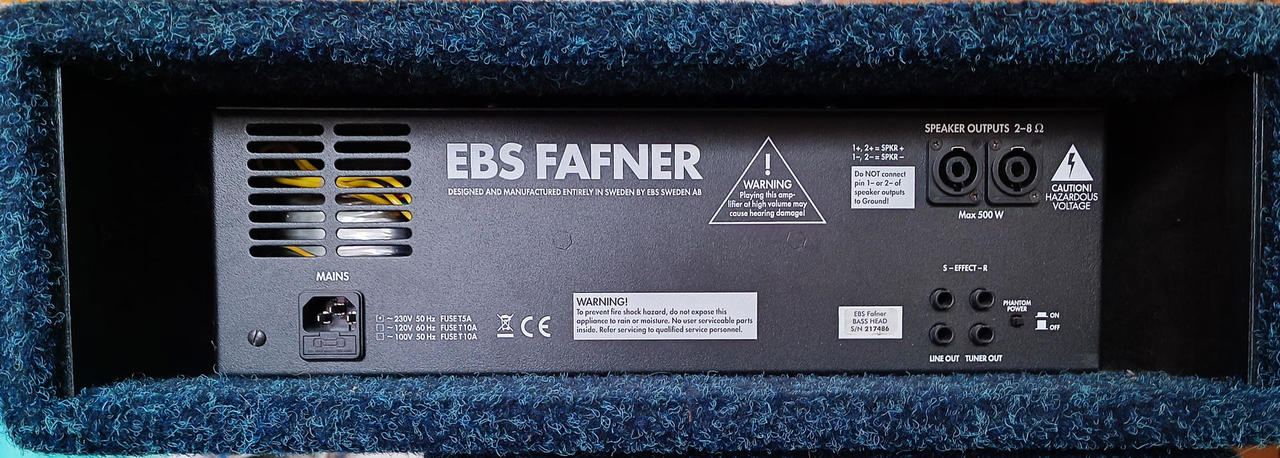 EBS FAFNER
DESIGNED AND MANUFACTURED ENTIRELY IN SWEDEN BY EBS SWEDEN AB
!
WARNING
Playing this amp-
lifier at high volume may
cause hearing damage!
1+, 2+ = SPKR +
1–, 2– = SPKR –
Do NOT connect
pin 1– or 2– of
speaker outputs
to Ground!
SPEAKER OUTPUTS 2–8 Ω
Max 500 W
CAUTION!
HAZARDOUS
VOLTAGE
MAINS
~ 230V 50 Hz FUSE T5A
~ 120V 60 Hz FUSE T10A
~ 100V 50 Hz FUSE T10A
CE
WARNING!
To prevent fire shock hazard, do not expose this
appliance to rain or moisture. No user serviceable parts
inside. Refer servicing to qualified service personnel.
EBS Fafner
BASS HEAD
S/N 217486
S – EFFECT – R
LINE OUT TUNER OUT
PHANTOM
POWER
ON
OFF